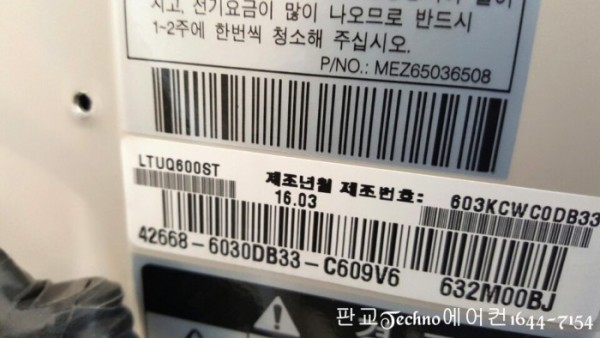 시고, 전기요금이 많이 나오므로 반드시
1~2주에 한번씩 청소해 주십시오.
P/NO.: MEZ65036508
LTUQ600ST
제조년월 제조번호:
603KCWC0DB33
16.03
42668-6030DB33-C609V6
632M00BJ
판교Techno에어컨1644-7154